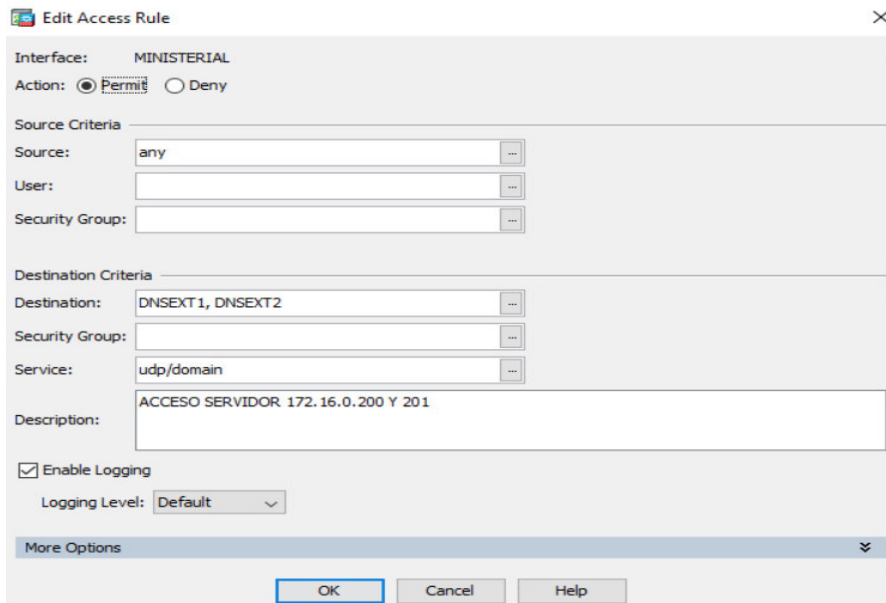 Edit Access Rule
Interface: MINISTERIAL
Action: Permit Deny
Source Criteria
Source: any ...
User: ...
Security Group: ...
Destination Criteria
Destination: DNSEXT1, DNSEXT2 ...
Security Group: ...
Service: udp/domain ...
ACCESO SERVIDOR 172.16.0.200 Y 201
Description:
Enable Logging
Logging Level: Default
More Options
OK Cancel Help